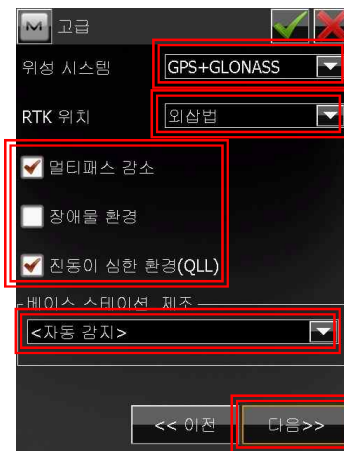 고급
위성 시스템 GPS+GLONASS
RTK 위치 외삽법
멀티패스 감소
장애물 환경
진동이 심한 환경(QLL)
베이스 스테이션 제조
<자동 감지>
<< 이전 다음>>